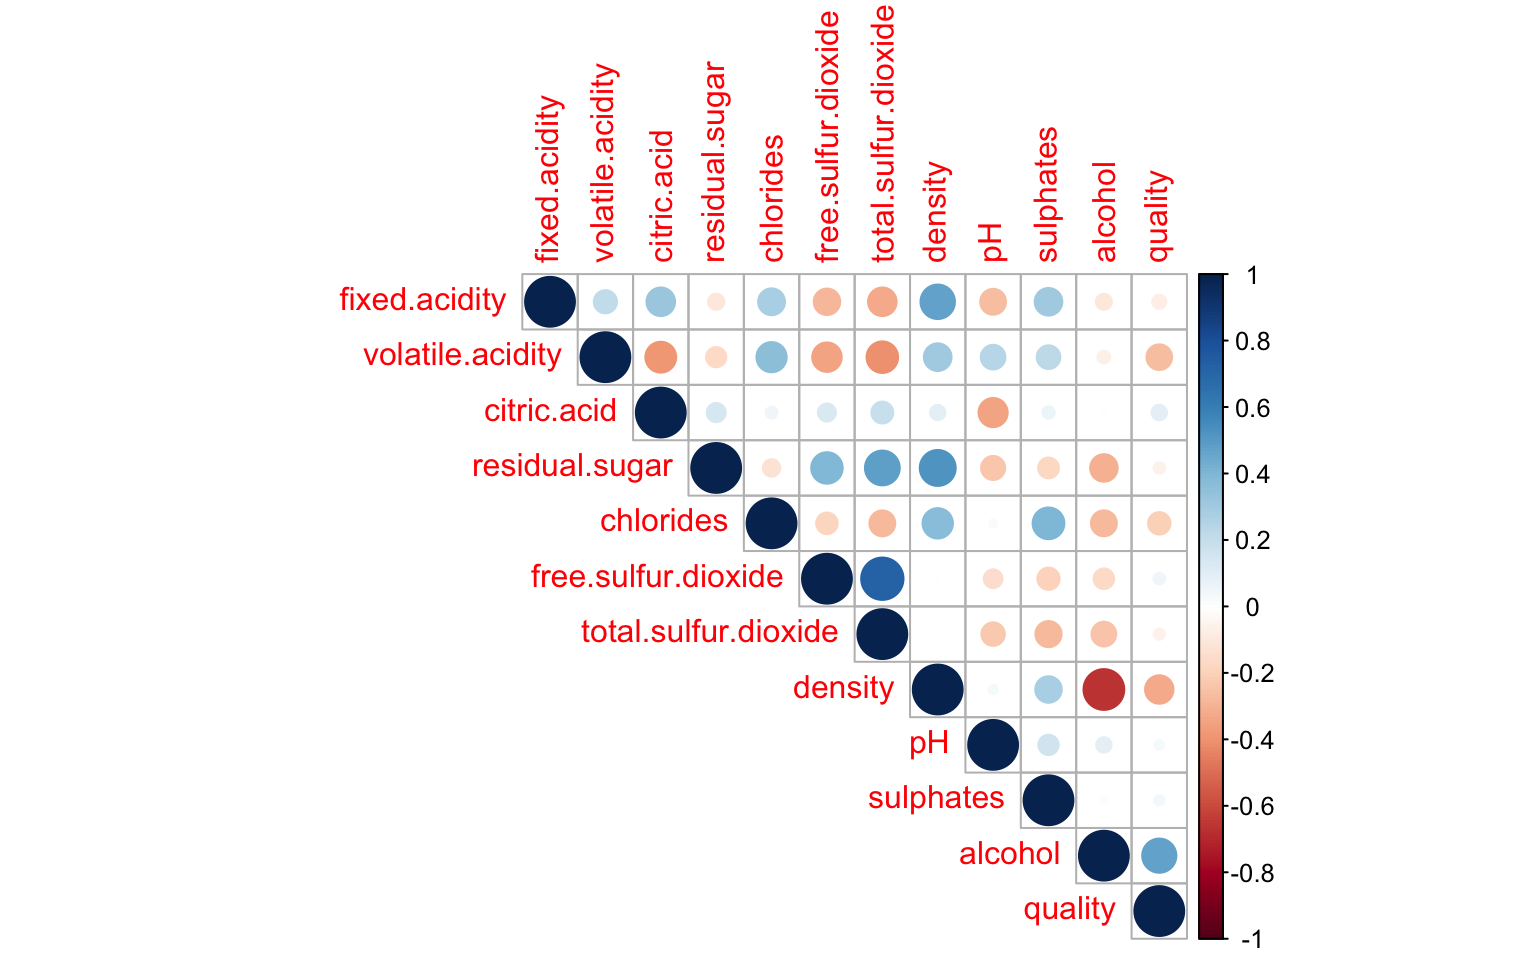 fixed.acidity
volatile.acidity
citric.acid
residual.sugar
chlorides
free.sulfur.dioxide
total.sulfur.dioxide
density
pH
sulphates
alcohol
quality
fixed.acidity
volatile.acidity
citric.acid
residual.sugar
chlorides
free.sulfur.dioxide
total.sulfur.dioxide
density
pH
sulphates
alcohol
quality
1
0.8
0.6
0.4
0.2
0
-0.2
-0.4
-0.6
-0.8
-1